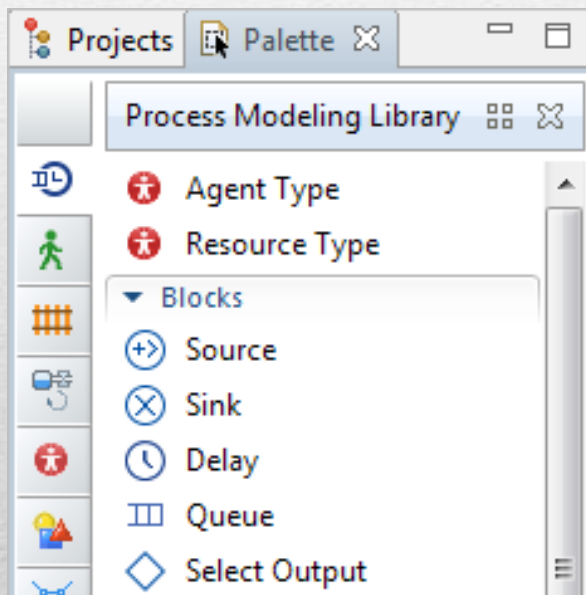 Projects Palette
Process Modeling Library
Agent Type
Resource Type
Blocks
Source
Sink
Delay
Queue
Select Output